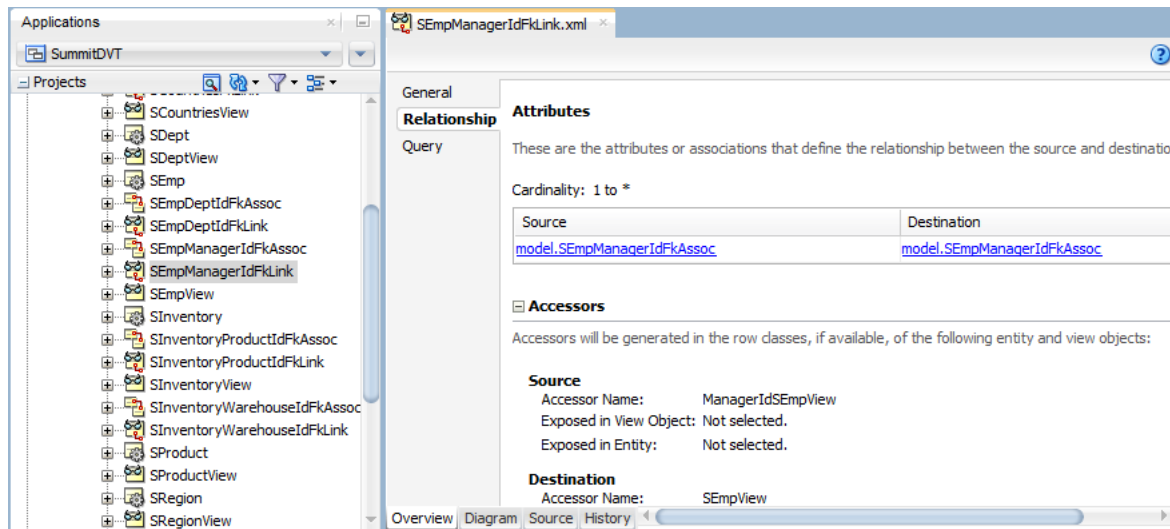 Applications
SummitDVT
Projects
SCountriesView
SDept
SDeptView
SEmp
SEmpDeptIdFkAssoc
SEmpDeptIdFkLink
SEmpManagerIdFkAssoc
SEmpManagerIdFkLink
SEmpView
SInventory
SInventoryProductIdFkAssoc
SInventoryProductIdFkLink
SInventoryView
SInventoryWarehouseIdFkAssoc
SInventoryWarehouseIdFkLink
SProduct
SProductView
SRegion
SRegionView
SEmpManagerIdFkLink.xml
General
Relationship
Query
Attributes
These are the attributes or associations that define the relationship between the source and destinatio
Cardinality: 1 to *
Source Destination
model.SEmpManagerIdFkAssoc model.SEmpManagerIdFkAssoc
Accessors
Accessors will be generated in the row classes, if available, of the following entity and view objects:
Source
Accessor Name: ManagerIdSEmpView
Exposed in View Object: Not selected.
Exposed in Entity: Not selected.
Destination
Accessor Name: SEmpView
Overview Diagram Source History